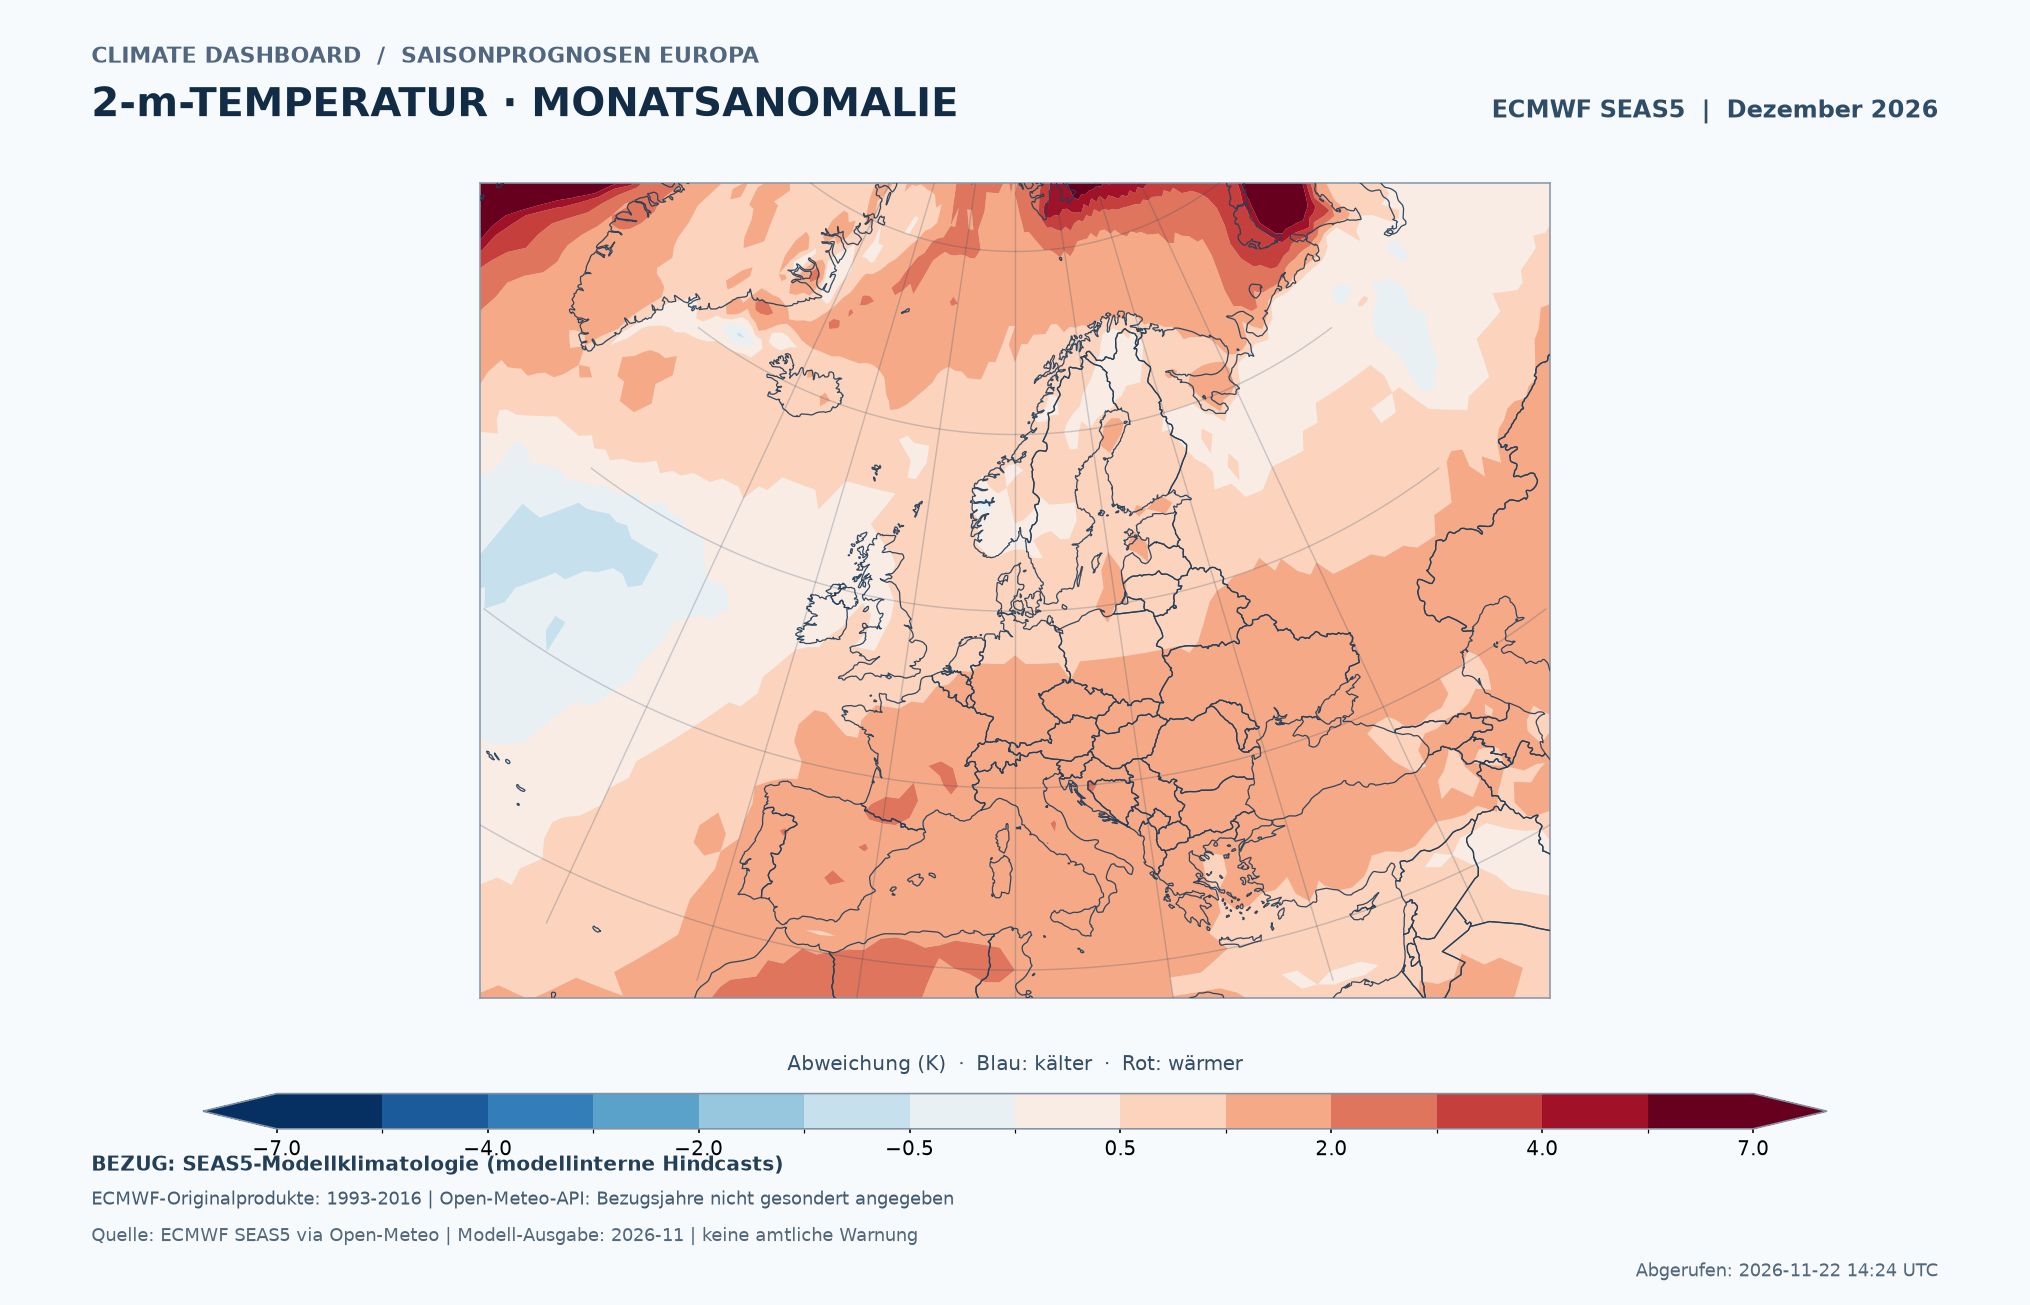 CLIMATE DASHBOARD / SAISONPROGNOSEN EUROPA
2-m-TEMPERATUR · MONATSANOMALIE
ECMWF SEAS5 | Dezember 2026
Abweichung (K) · Blau: kälter · Rot: wärmer
−7.0 −4.0 −2.0 −0.5 0.5 2.0 4.0 7.0
BEZUG: SEAS5-Modellklimatologie (modellinterne Hindcasts)
ECMWF-Originalprodukte: 1993-2016 | Open-Meteo-API: Bezugsjahre nicht gesondert angegeben
Quelle: ECMWF SEAS5 via Open-Meteo | Modell-Ausgabe: 2026-11 | keine amtliche Warnung
Abgerufen: 2026-11-22 14:24 UTC